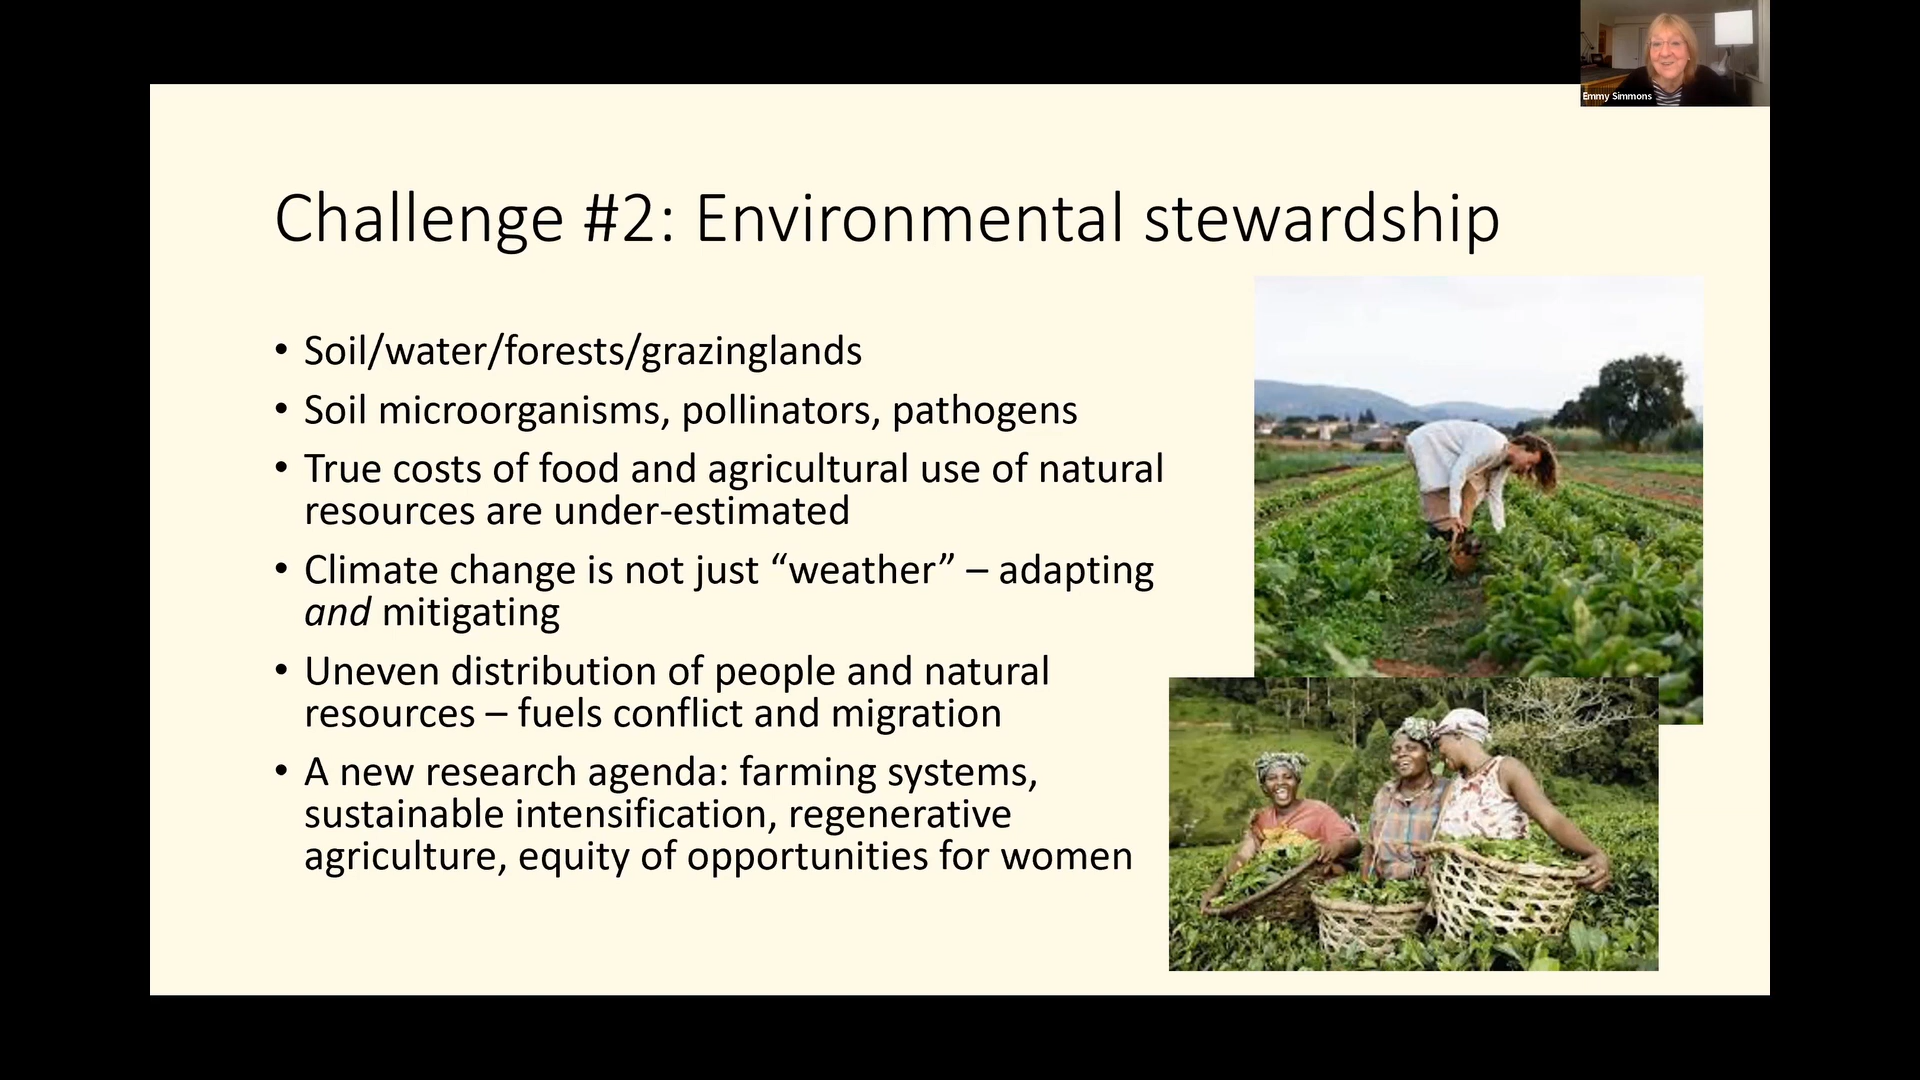 Emmy Simmons
Challenge #2: Environmental stewardship
• Soil/water/forests/grazinglands
• Soil microorganisms, pollinators, pathogens
• True costs of food and agricultural use of natural
resources are under-estimated
• Climate change is not just “weather” – adapting
and mitigating
• Uneven distribution of people and natural
resources – fuels conflict and migration
• A new research agenda: farming systems,
sustainable intensification, regenerative
agriculture, equity of opportunities for women